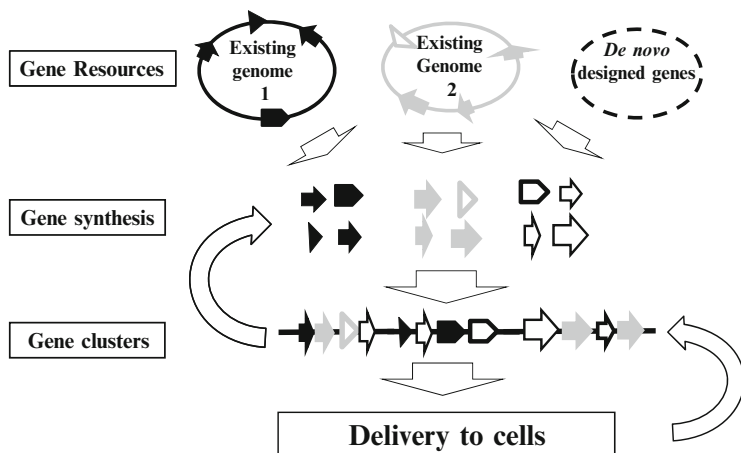 Gene Resources
Existing
genome
1
Existing
Genome
2
De novo
designed genes
Gene synthesis
Gene clusters
Delivery to cells